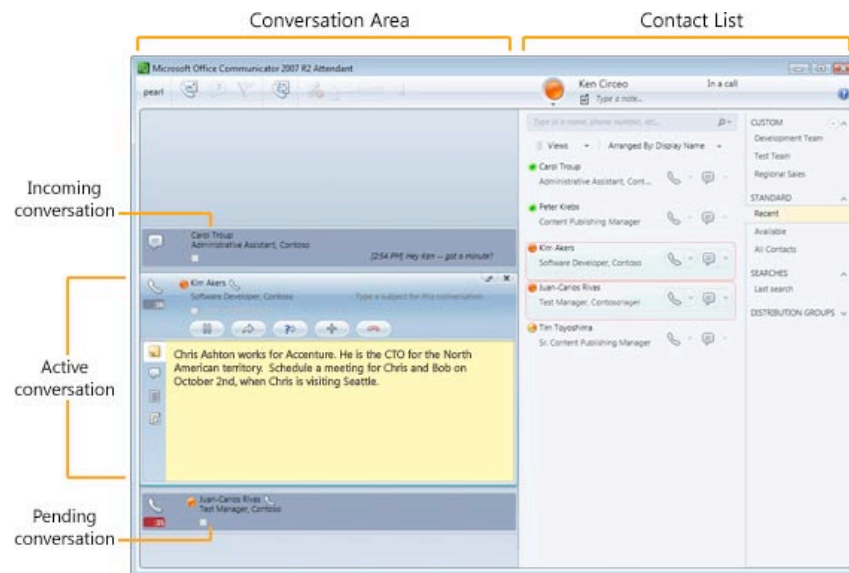 Conversation Area
Contact List
Microsoft Office Communicator 2007 R2 Attendant
pearl
Ken Circeo
In a call
Type a note...
Type in a name, phone number, etc...
Views
Arranged By: Display Name
Carol Troup
Administrative Assistant, Cont...
Peter Krebs
Content Publishing Manager
Kim Akers
Software Developer, Contoso
Juan-Carlos Rivas
Test Manager, Contoso
Tim Toyoshima
Sr. Content Publishing Manager
CUSTOM
Development Team
Test Team
Regional Sales
STANDARD
Recent
Available
All Contacts
SEARCHES
Last search
DISTRIBUTION GROUPS
Incoming
conversation
Carol Troup
Administrative Assistant, Contoso
[2:54 PM] Hey Ken -- got a minute?
Active
conversation
Kim Akers
Software Developer, Contoso
Type a subject for this conversation
Chris Ashton works for Accenture. He is the CTO for the North
American territory. Schedule a meeting for Chris and Bob on
October 2nd, when Chris is visiting Seattle.
Pending
conversation
Juan-Carlos Rivas
Test Manager, Contoso